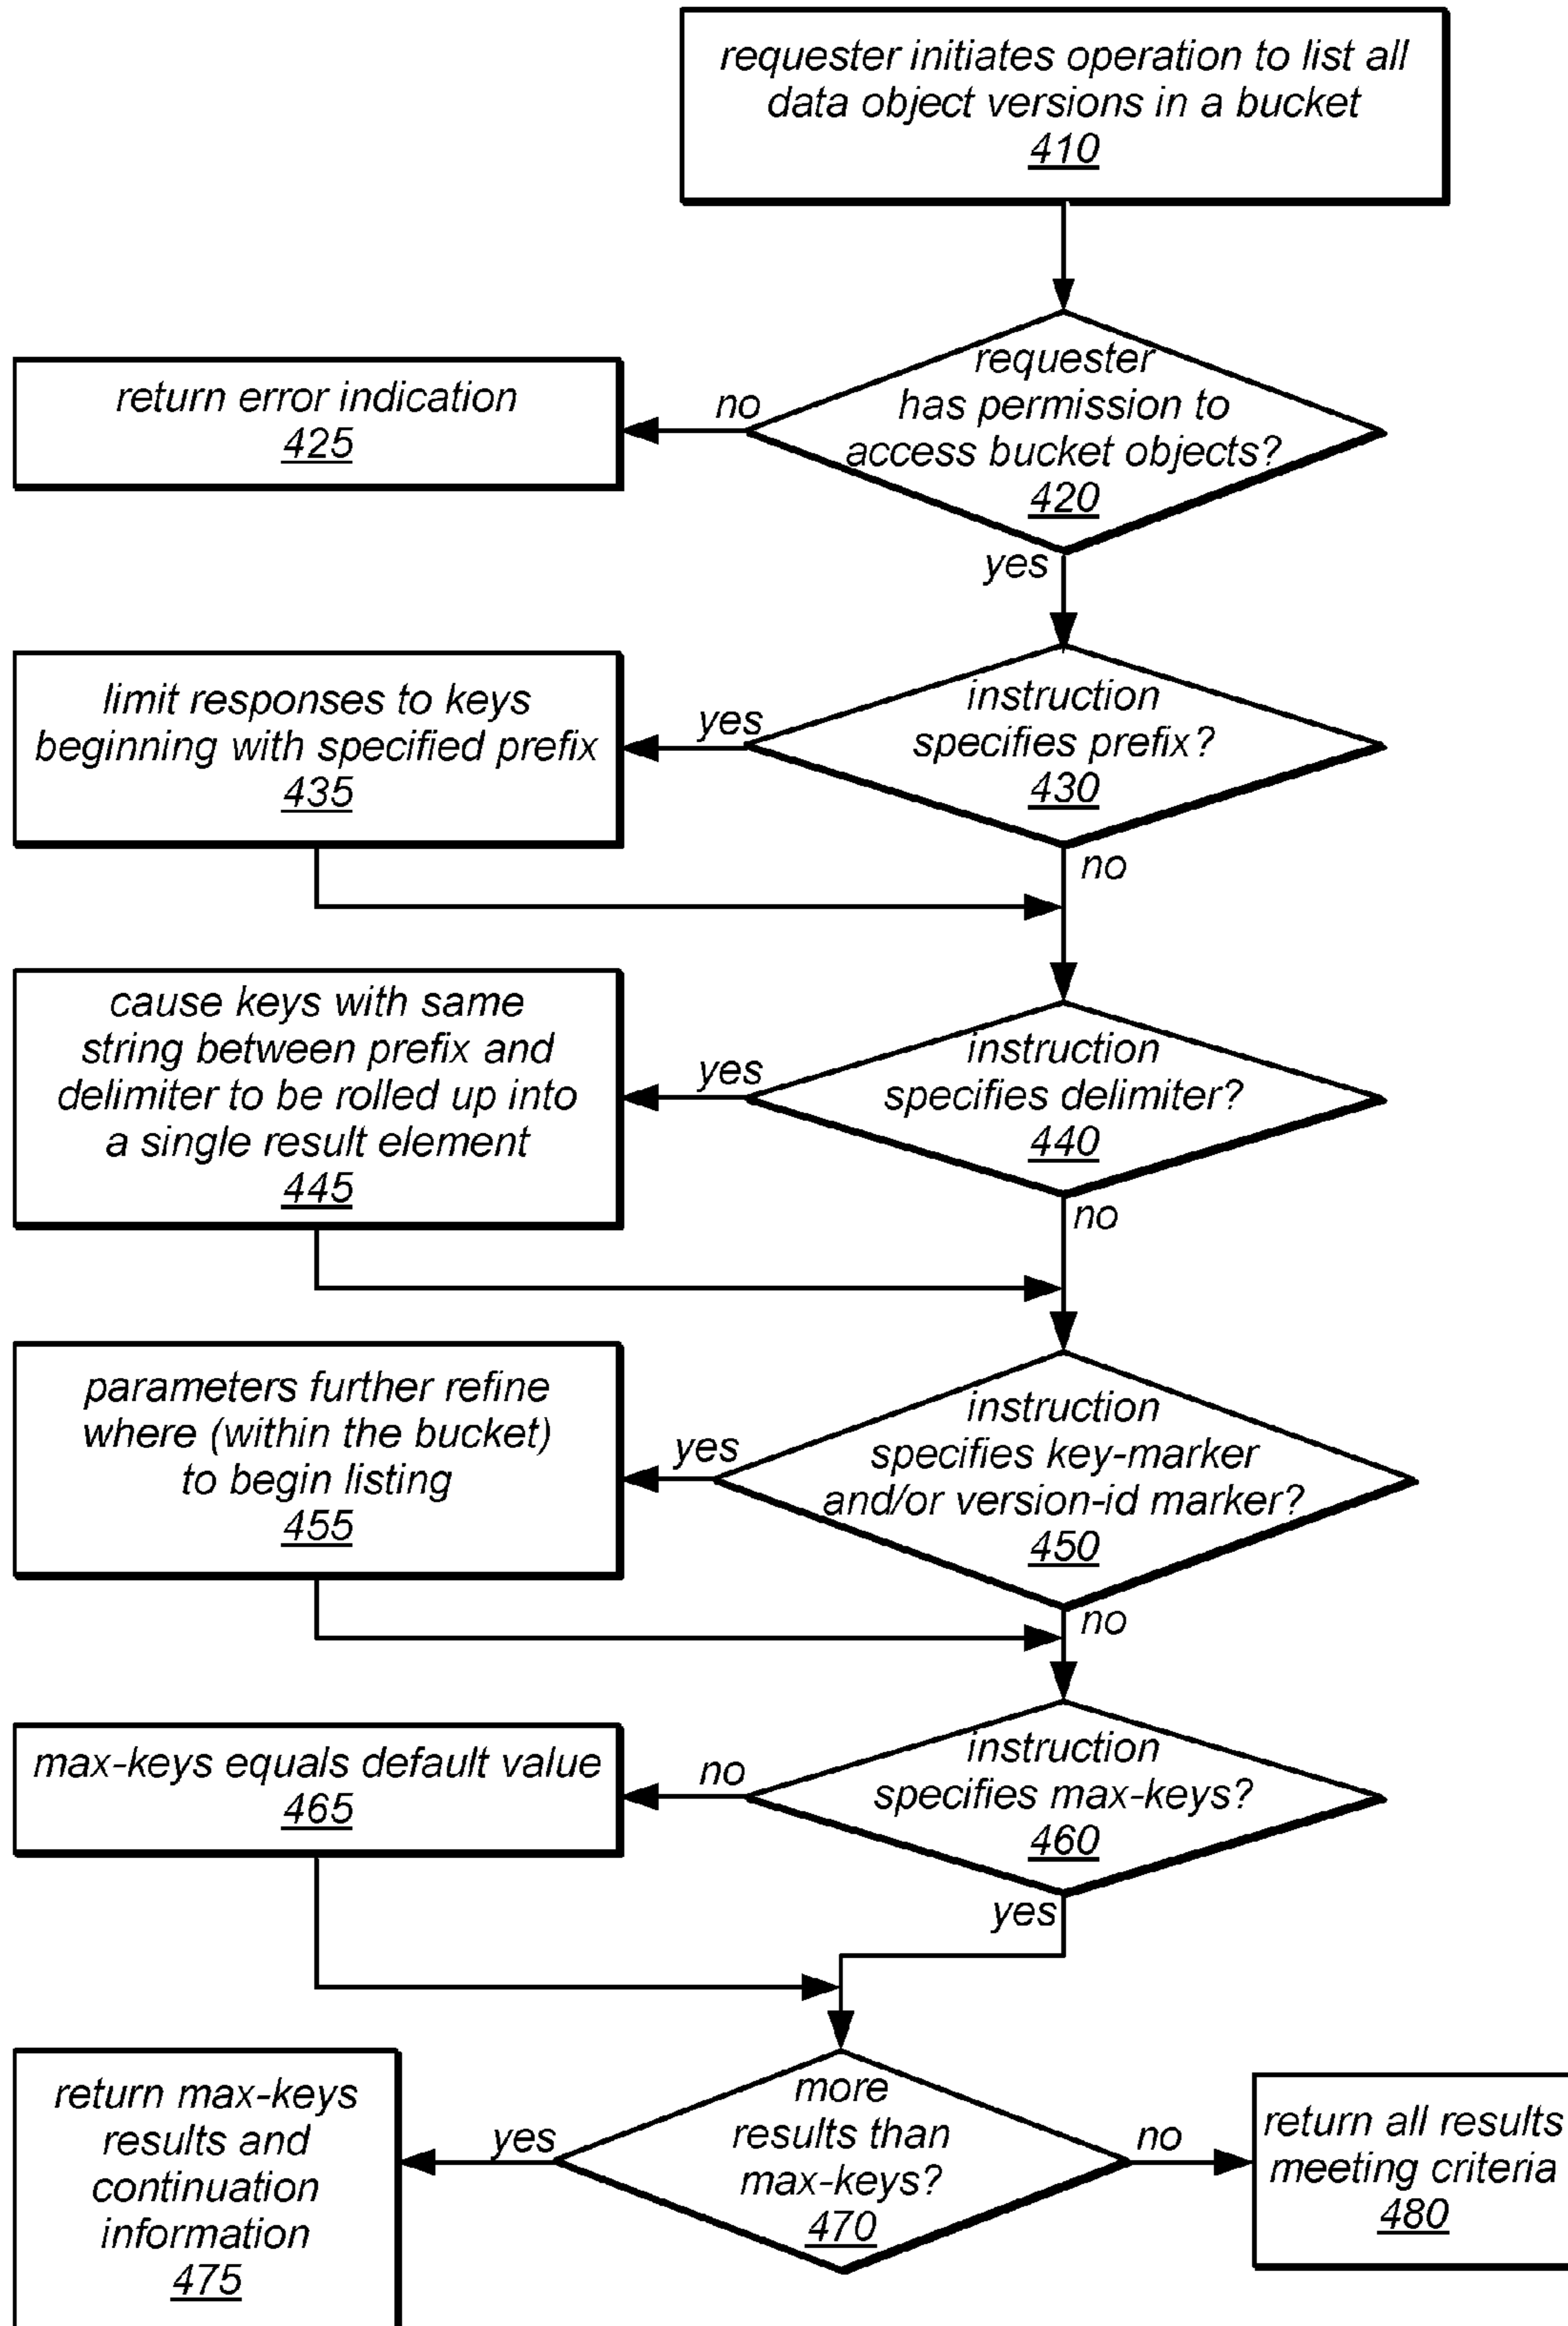 requester initiates operation to list all
data object versions in a bucket
410
requester
has permission to
access bucket objects?
420
no
return error indication
425
yes
instruction
specifies prefix?
430
yes
limit responses to keys
beginning with specified prefix
435
no
instruction
specifies delimiter?
440
yes
cause keys with same
string between prefix and
delimiter to be rolled up into
a single result element
445
no
instruction
specifies key-marker
and/or version-id marker?
450
yes
parameters further refine
where (within the bucket)
to begin listing
455
no
instruction
specifies max-keys?
460
no
max-keys equals default value
465
yes
more
results than
max-keys?
470
yes
return max-keys
results and
continuation
information
475
no
return all results
meeting criteria
480